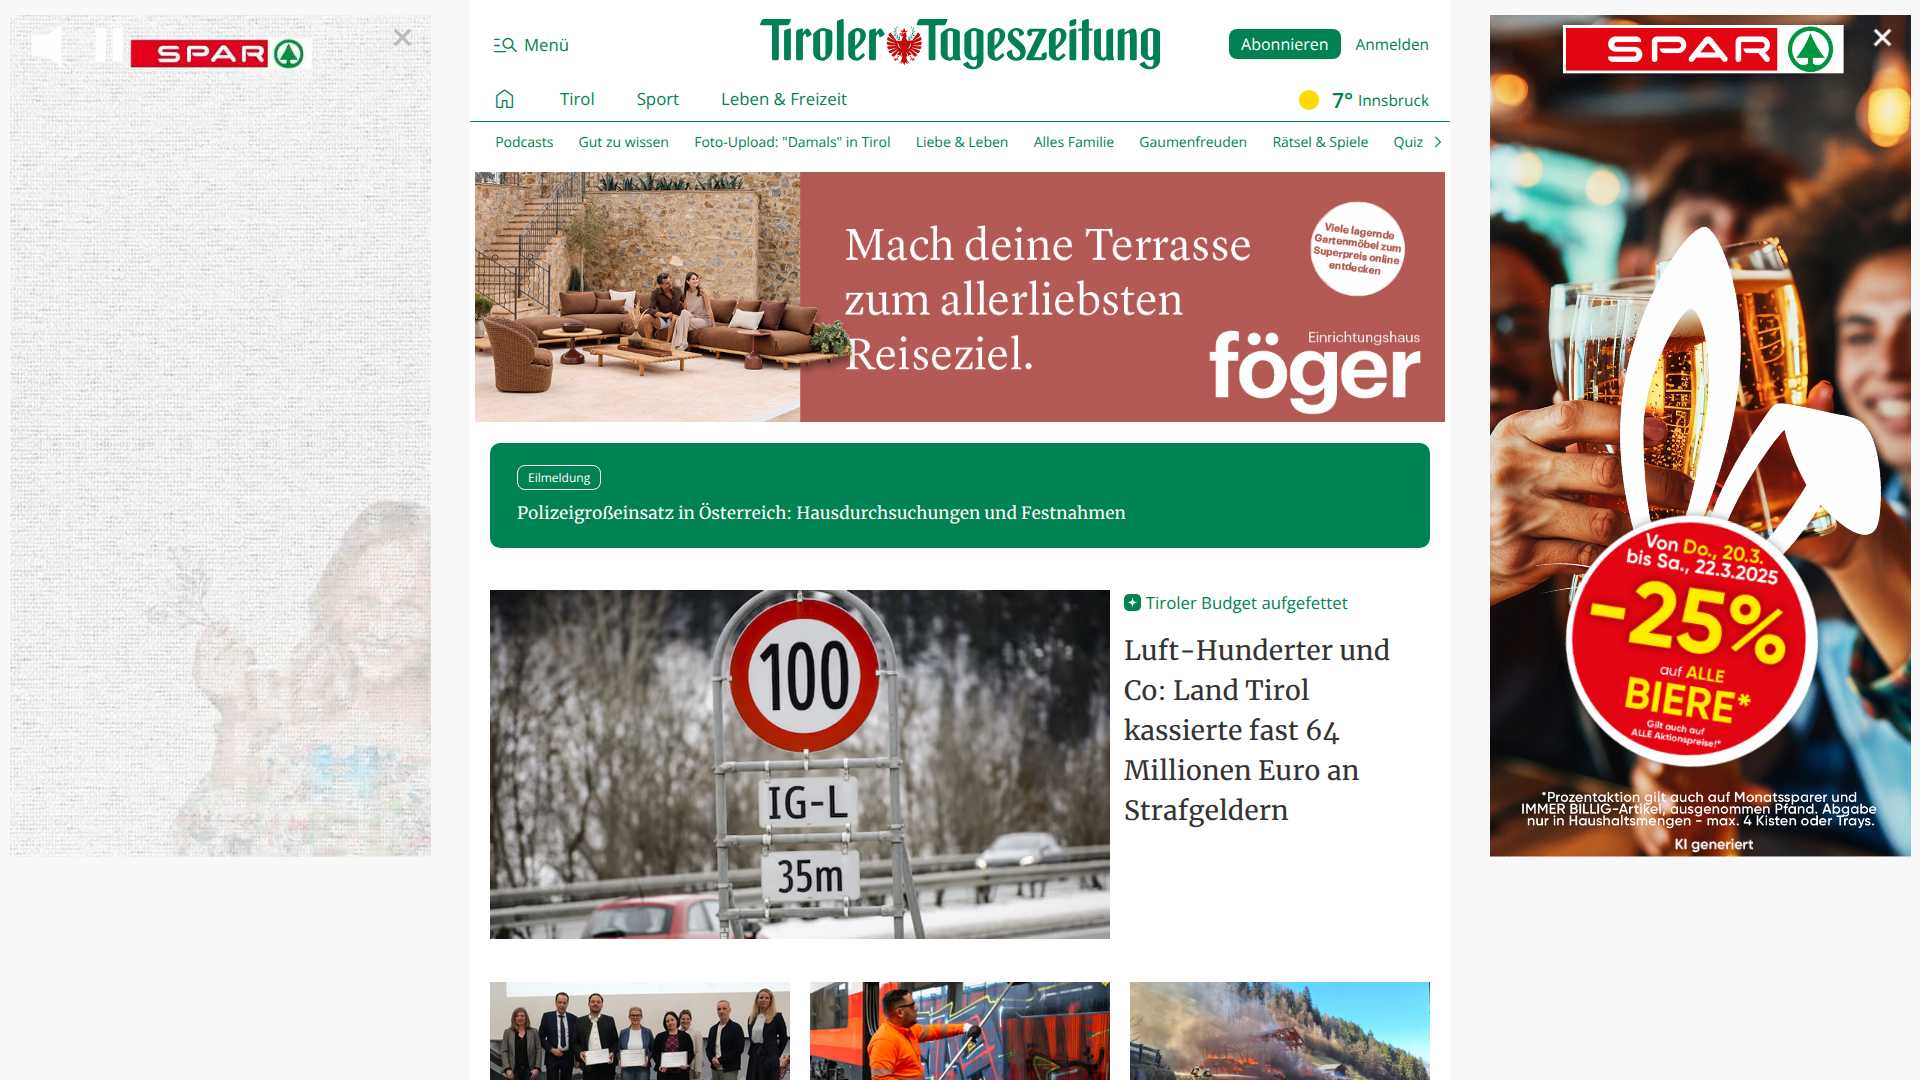 SPAR
Menü
Tiroler Tageszeitung
Abonnieren
Anmelden
Tirol
Sport
Leben & Freizeit
7° Innsbruck
Podcasts
Gut zu wissen
Foto-Upload: "Damals" in Tirol
Liebe & Leben
Alles Familie
Gaumenfreuden
Rätsel & Spiele
Quiz
Mach deine Terrasse
zum allerliebsten
Reiseziel.
Viele lagernde
Gartenmöbel zum
Superpreis online
entdecken
Einrichtungshaus
föger
Eilmeldung
Polizeigroßeinsatz in Österreich: Hausdurchsuchungen und Festnahmen
100
IG-L
35m
Tiroler Budget aufgefettet
Luft-Hunderter und
Co: Land Tirol
kassierte fast 64
Millionen Euro an
Strafgeldern
SPAR
Von Do., 20.3.
bis Sa., 22.3.2025
-25%
auf ALLE
BIERE*
Gilt auch auf
ALLE Aktionspreise!*
*Prozentaktion gilt auch auf Monatssparer und
IMMER BILLIG-Artikel, ausgenommen Pfand. Abgabe
nur in Haushaltsmengen - max. 4 Kisten oder Trays.
KI generiert